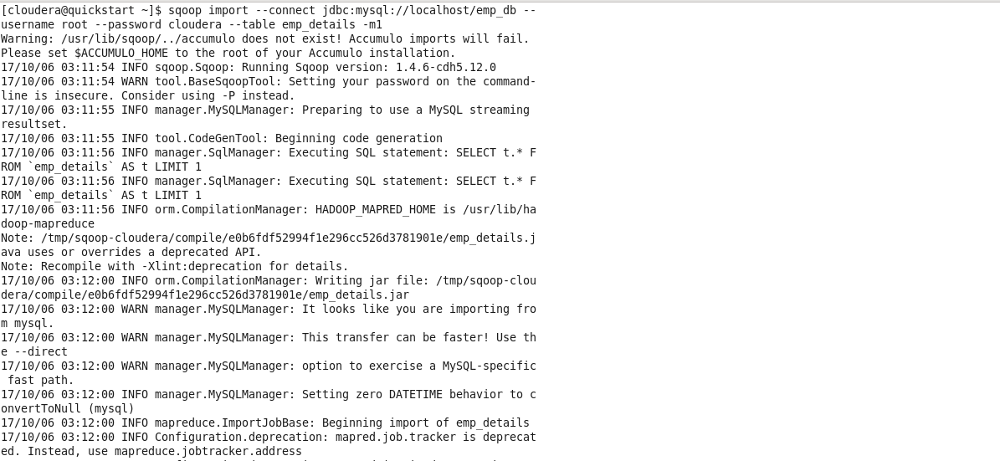 [cloudera@quickstart ~]$ sqoop import --connect jdbc:mysql://localhost/emp_db --
username root --password cloudera --table emp_details -m1
Warning: /usr/lib/sqoop/../accumulo does not exist! Accumulo imports will fail.
Please set $ACCUMULO_HOME to the root of your Accumulo installation.
17/10/06 03:11:54 INFO sqoop.Sqoop: Running Sqoop version: 1.4.6-cdh5.12.0
17/10/06 03:11:54 WARN tool.BaseSqoopTool: Setting your password on the command-
line is insecure. Consider using -P instead.
17/10/06 03:11:55 INFO manager.MySQLManager: Preparing to use a MySQL streaming
resultset.
17/10/06 03:11:55 INFO tool.CodeGenTool: Beginning code generation
17/10/06 03:11:56 INFO manager.SqlManager: Executing SQL statement: SELECT t.* F
ROM `emp_details` AS t LIMIT 1
17/10/06 03:11:56 INFO manager.SqlManager: Executing SQL statement: SELECT t.* F
ROM `emp_details` AS t LIMIT 1
17/10/06 03:11:56 INFO orm.CompilationManager: HADOOP_MAPRED_HOME is /usr/lib/ha
doop-mapreduce
Note: /tmp/sqoop-cloudera/compile/e0b6fdf52994f1e296cc526d3781901e/emp_details.j
ava uses or overrides a deprecated API.
Note: Recompile with -Xlint:deprecation for details.
17/10/06 03:12:00 INFO orm.CompilationManager: Writing jar file: /tmp/sqoop-clou
dera/compile/e0b6fdf52994f1e296cc526d3781901e/emp_details.jar
17/10/06 03:12:00 WARN manager.MySQLManager: It looks like you are importing fro
m mysql.
17/10/06 03:12:00 WARN manager.MySQLManager: This transfer can be faster! Use th
e --direct
17/10/06 03:12:00 WARN manager.MySQLManager: option to exercise a MySQL-specific
 fast path.
17/10/06 03:12:00 INFO manager.MySQLManager: Setting zero DATETIME behavior to c
onvertToNull (mysql)
17/10/06 03:12:00 INFO mapreduce.ImportJobBase: Beginning import of emp_details
17/10/06 03:12:00 INFO Configuration.deprecation: mapred.job.tracker is deprecat
ed. Instead, use mapreduce.jobtracker.address